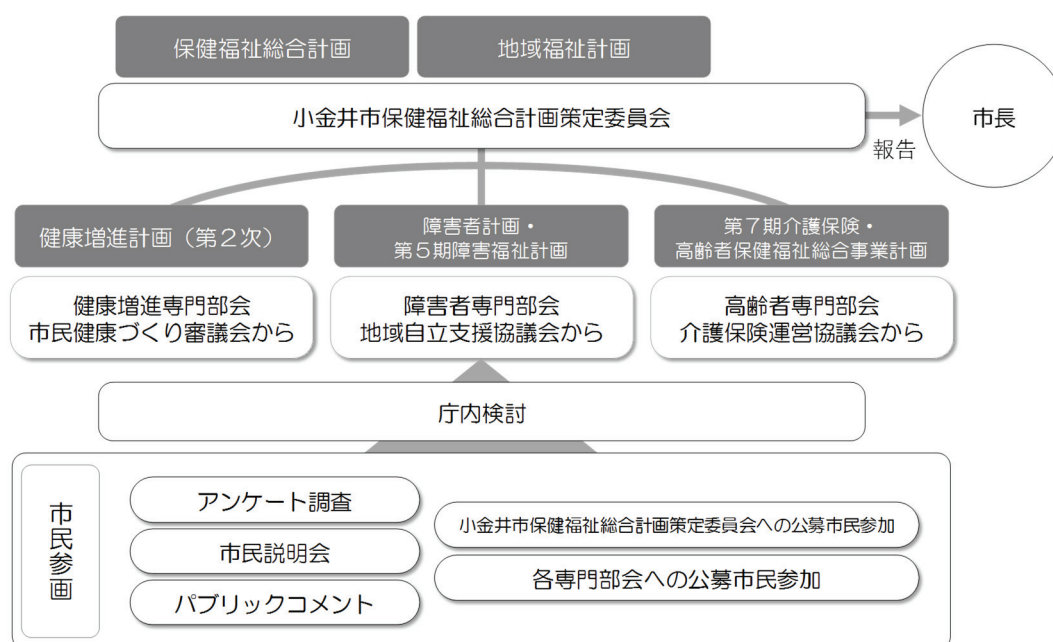 保健福祉総合計画
地域福祉計画
小金井市保健福祉総合計画策定委員会
報告
市長
健康増進計画（第２次）
健康増進専門部会
市民健康づくり審議会から
障害者計画・
第５期障害福祉計画
障害者専門部会
地域自立支援協議会から
第７期介護保険・
高齢者保健福祉総合事業計画
高齢者専門部会
介護保険運営協議会から
庁内検討
市民参画
アンケート調査
市民説明会
パブリックコメント
小金井市保健福祉総合計画策定委員会への公募市民参加
各専門部会への公募市民参加